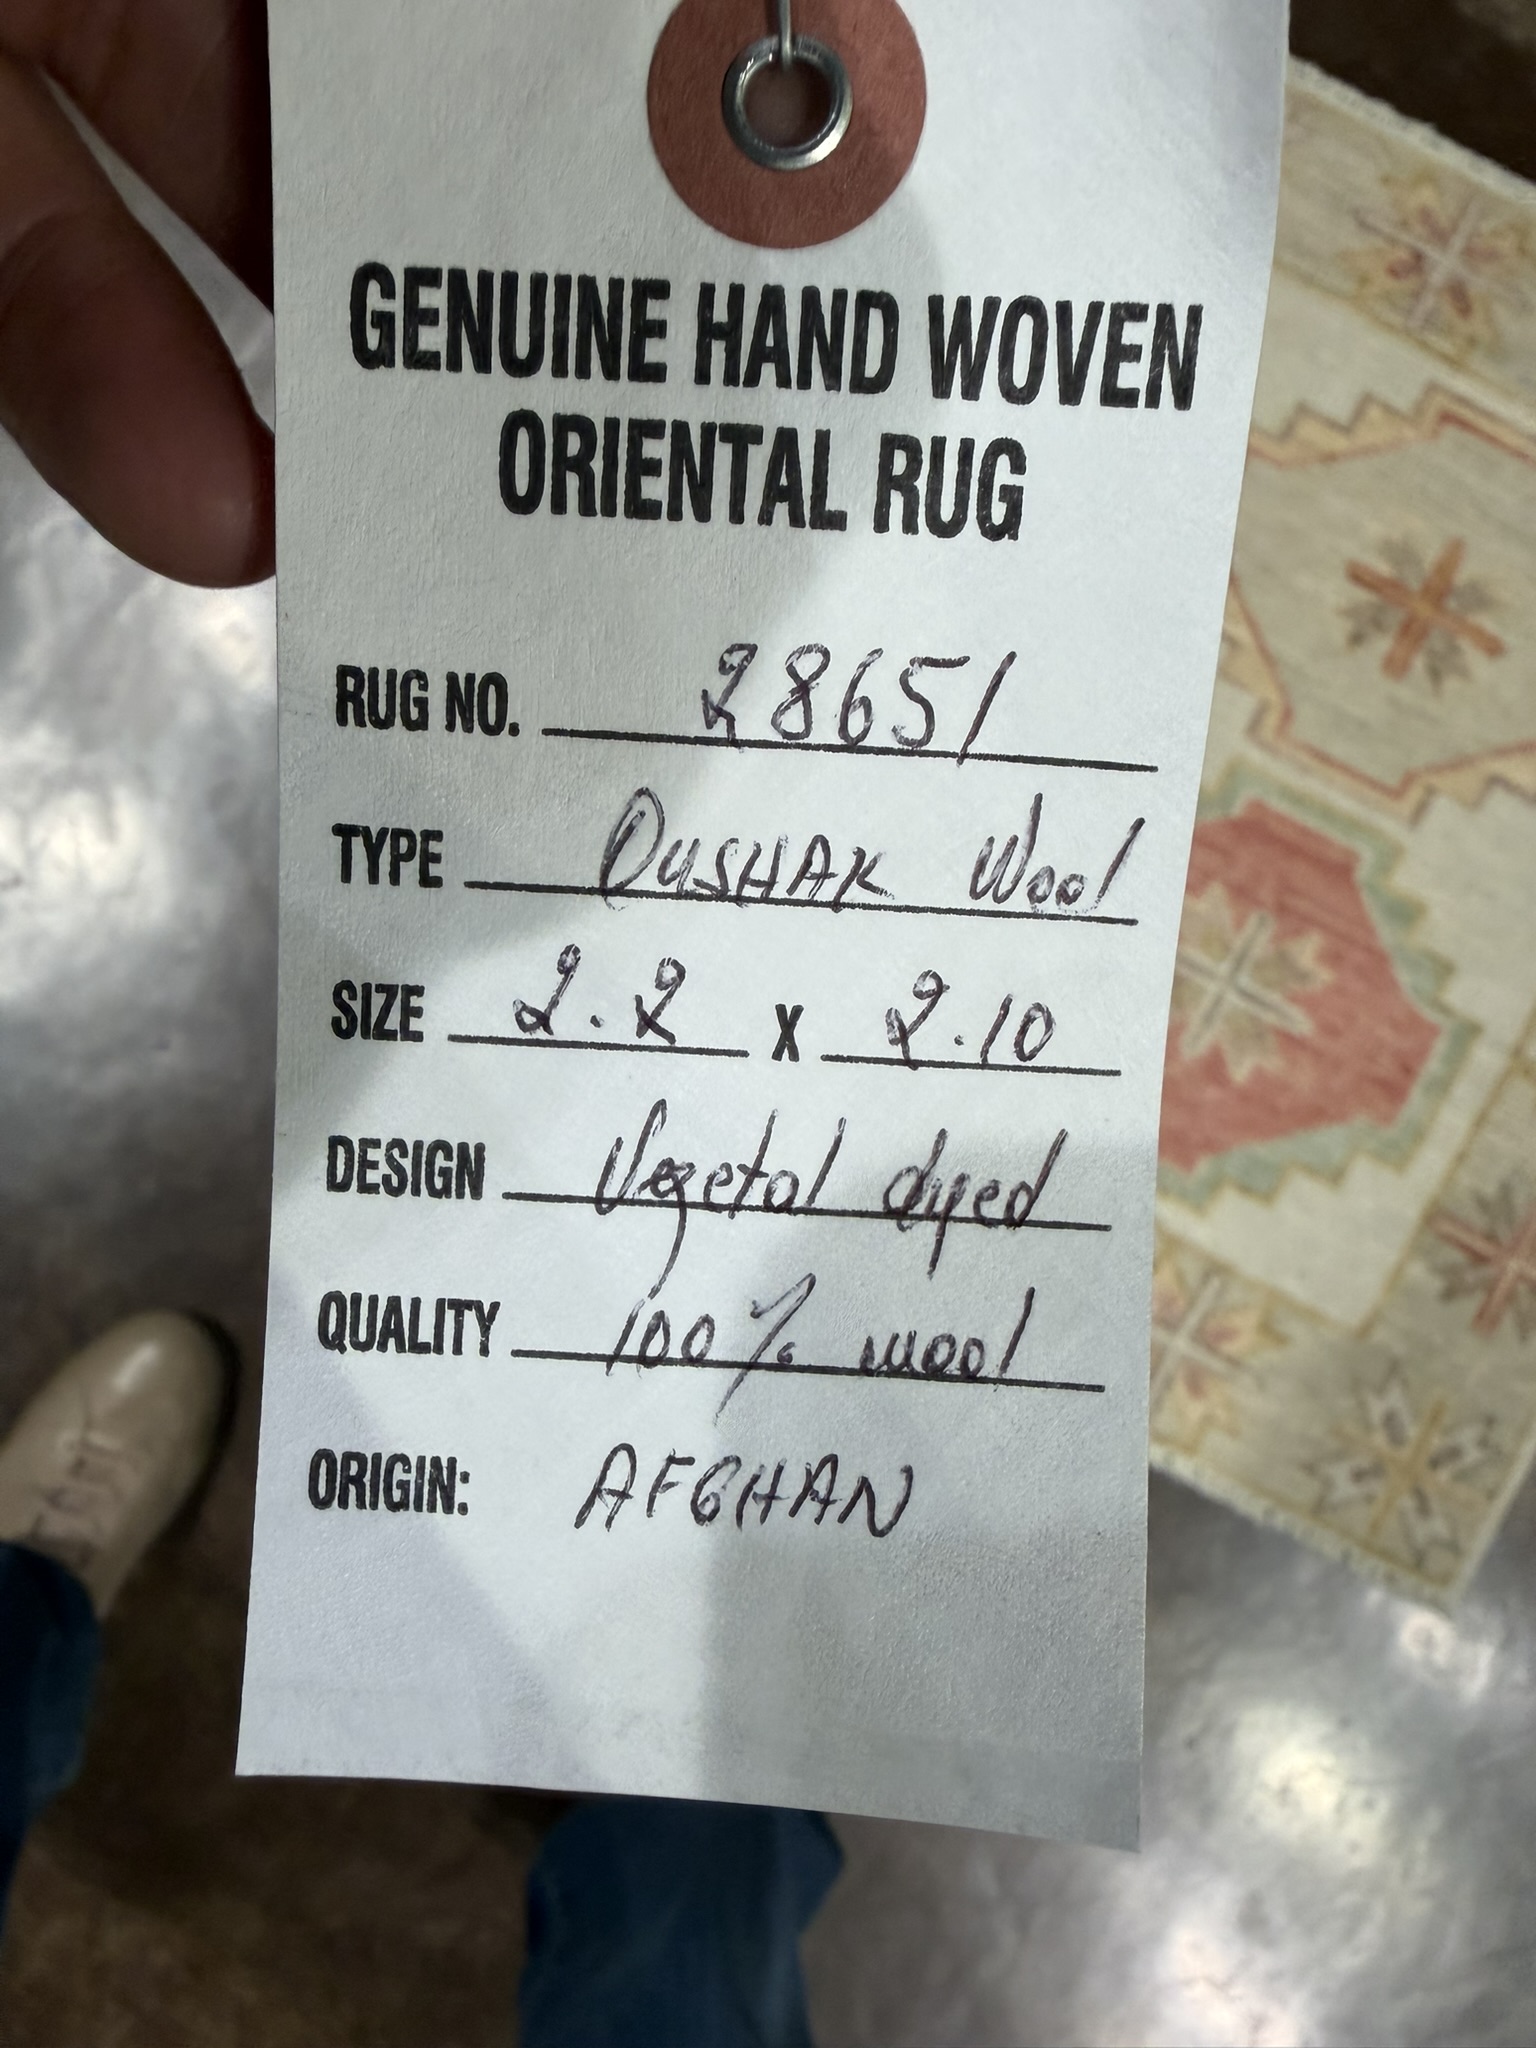 GENUINE HAND WOVEN
ORIENTAL RUG
RUG NO. 28651
TYPE OUSHAK Wool
SIZE 2.2 X 2.10
DESIGN Vegetal dyed
QUALITY 100% wool
ORIGIN: AFGHAN